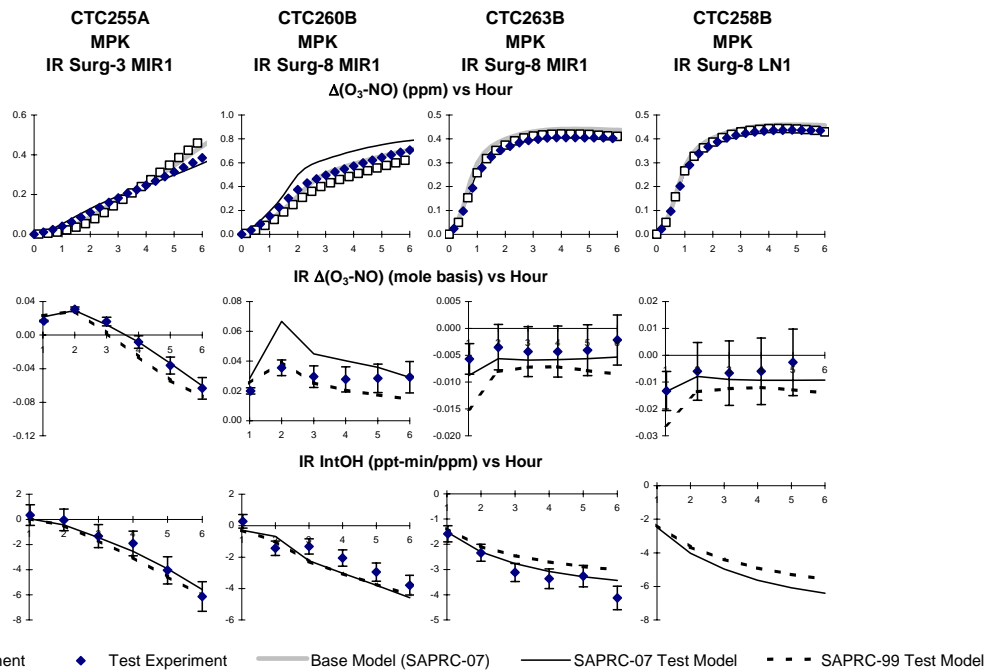 CTC255A CTC260B CTC263B CTC258B
MPK MPK MPK MPK
IR Surg-3 MIR1 IR Surg-8 MIR1 IR Surg-8 MIR1 IR Surg-8 LN1
Δ(O3-NO) (ppm) vs Hour
0.6 1.0 0.5 0.5
0.8 0.4 0.4
0.4 0.6 0.3 0.3
0.2 0.4 0.2 0.2
0.2 0.1 0.1
0.0 0.0 0.0 0.0
0 1 2 3 4 5 6 0 1 2 3 4 5 6 0 1 2 3 4 5 6 0 1 2 3 4 5 6
IR Δ(O3-NO) (mole basis) vs Hour
0.04 0.08 0.005 0.02
0.00 0.06 0.000 0.01
-0.04 0.04 -0.005 0.00
-0.08 0.02 -0.010 -0.01
-0.015 -0.02
-0.12 0.00 -0.020 -0.03
1 2 3 4 5 6 1 2 3 4 5 6 1 2 3 4 5 1 2 3 4 5 6
IR IntOH (ppt-min/ppm) vs Hour
2 2 0 0
0 0 -1 -2
-2 -2 -2 -4
-4 -4 -3 -6
-6 -4
-8 -6 -5 -8
1 2 3 4 5 6 1 2 3 4 5 6 1 2 3 4 5 6 1 2 3 4 5 6
ment Test Experiment Base Model (SAPRC-07) SAPRC-07 Test Model SAPRC-99 Test Model